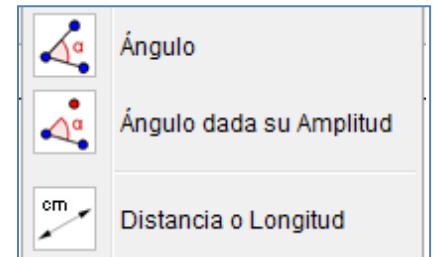 α Ángulo
α Ángulo dada su Amplitud
cm Distancia o Longitud